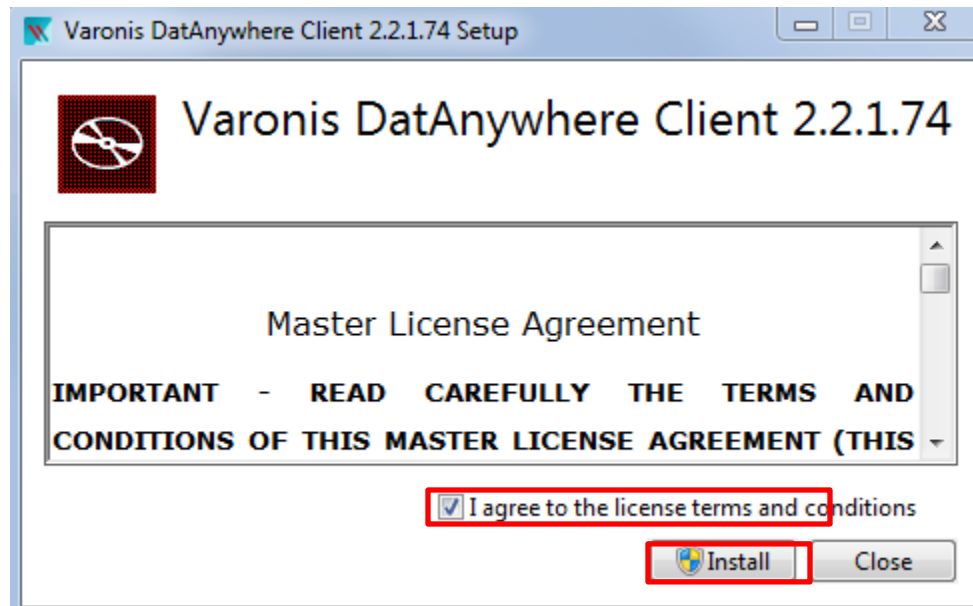 Varonis DatAnywhere Client 2.2.1.74 Setup
Varonis DatAnywhere Client 2.2.1.74
Master License Agreement
IMPORTANT - READ CAREFULLY THE TERMS AND
CONDITIONS OF THIS MASTER LICENSE AGREEMENT (THIS
I agree to the license terms and conditions
Install Close